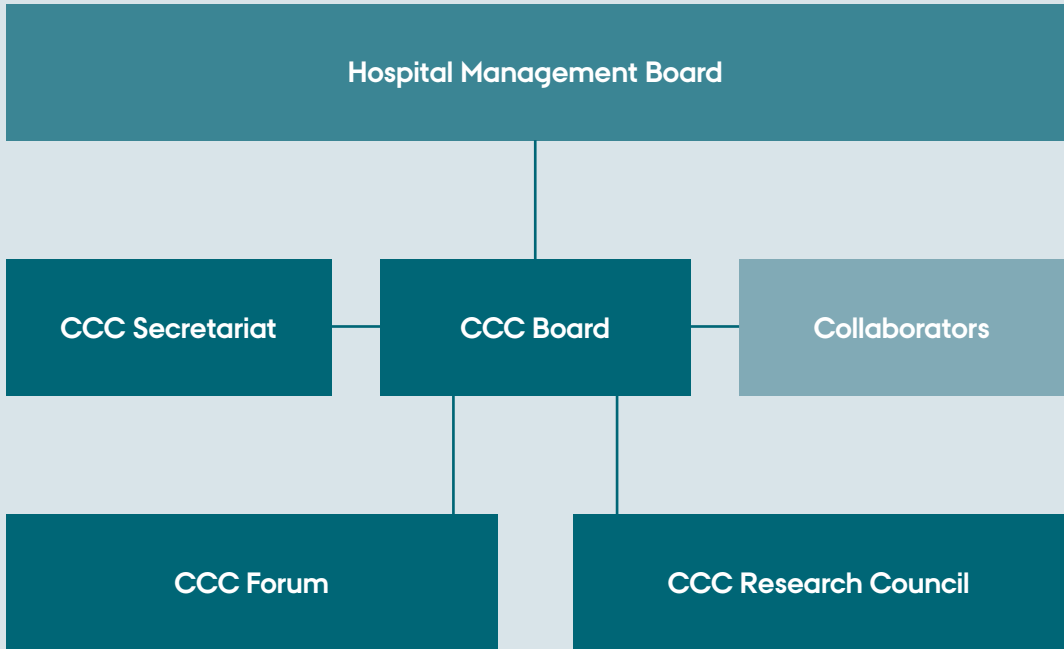 Hospital Management Board
CCC Secretariat
CCC Board
Collaborators
CCC Forum
CCC Research Council